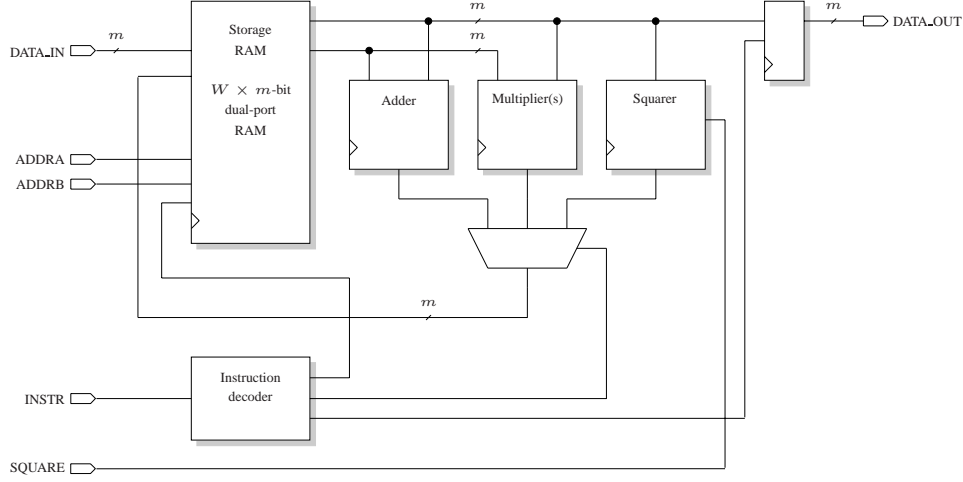 m
m
m
DATA_OUT
Storage
RAM
DATA_IN
m
W × m-bit
dual-port
RAM
Adder
Multiplier(s)
Squarer
ADDRA
ADDRB
m
Instruction
decoder
INSTR
SQUARE